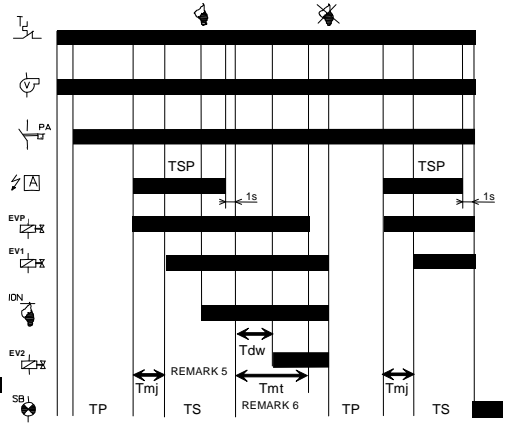 T
V
PA
TSP
TSP
A
1s
1s
EVP
EV1
ION
Tdw
EV2
REMARK 5
Tmj
Tmt
Tmj
SB
TP
TS
REMARK 6
TP
TS